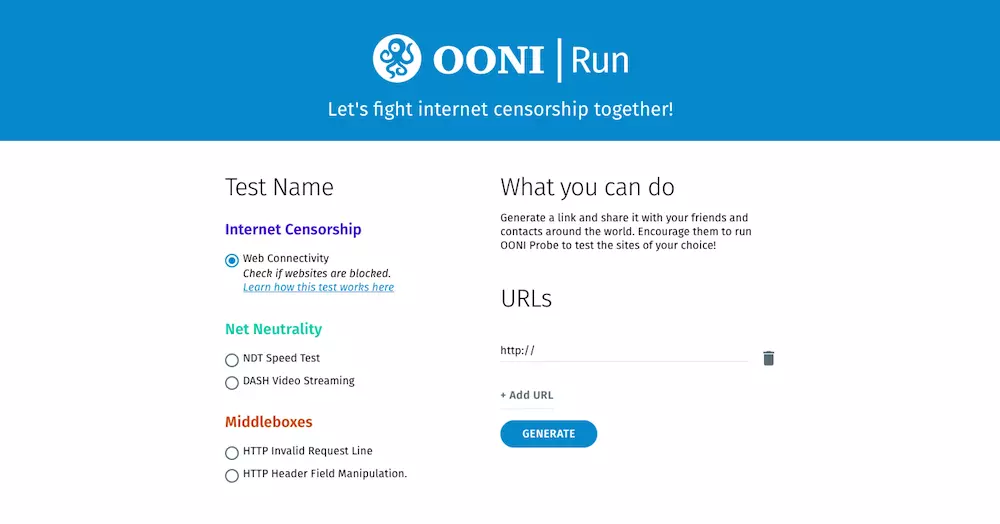 OONI | Run
Let's fight internet censorship together!
Test Name
Internet Censorship
Web Connectivity
Check if websites are blocked.
Learn how this test works here
Net Neutrality
NDT Speed Test
DASH Video Streaming
Middleboxes
HTTP Invalid Request Line
HTTP Header Field Manipulation.
What you can do
Generate a link and share it with your friends and
contacts around the world. Encourage them to run
OONI Probe to test the sites of your choice!
URLs
http://
+ Add URL
GENERATE